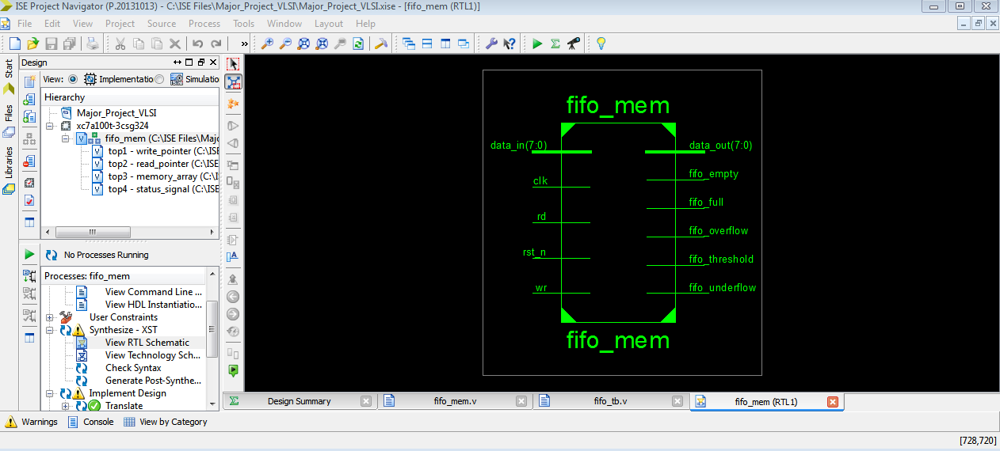 ISE Project Navigator (P.20131013) - C:\ISE Files\Major_Project_VLSI\Major_Project_VLSI.xise - [fifo_mem (RTL1)]
File Edit View Project Source Process Tools Window Layout Help
»
Start
Files
Libraries
Design
View: Implementatio Simulatio
Hierarchy
Major_Project_VLSI
xc7a100t-3csg324
fifo_mem (C:\ISE Files\Majo
top1 - write_pointer (C:\IS
top2 - read_pointer (C:\ISE
top3 - memory_array (C:\I
top4 - status_signal (C:\ISE
No Processes Running
Processes: fifo_mem
View Command Line ...
View HDL Instantiatio...
User Constraints
Synthesize - XST
View RTL Schematic
View Technology Sch...
Check Syntax
Generate Post-Synthe...
Implement Design
Translate
fifo_mem
data_in(7:0) data_out(7:0)
fifo_empty
clk
fifo_full
rd
fifo_overflow
rst_n
fifo_threshold
wr fifo_underflow
fifo_mem
Design Summary fifo_mem.v fifo_tb.v fifo_mem (RTL1)
Warnings Console View by Category
[728,720]